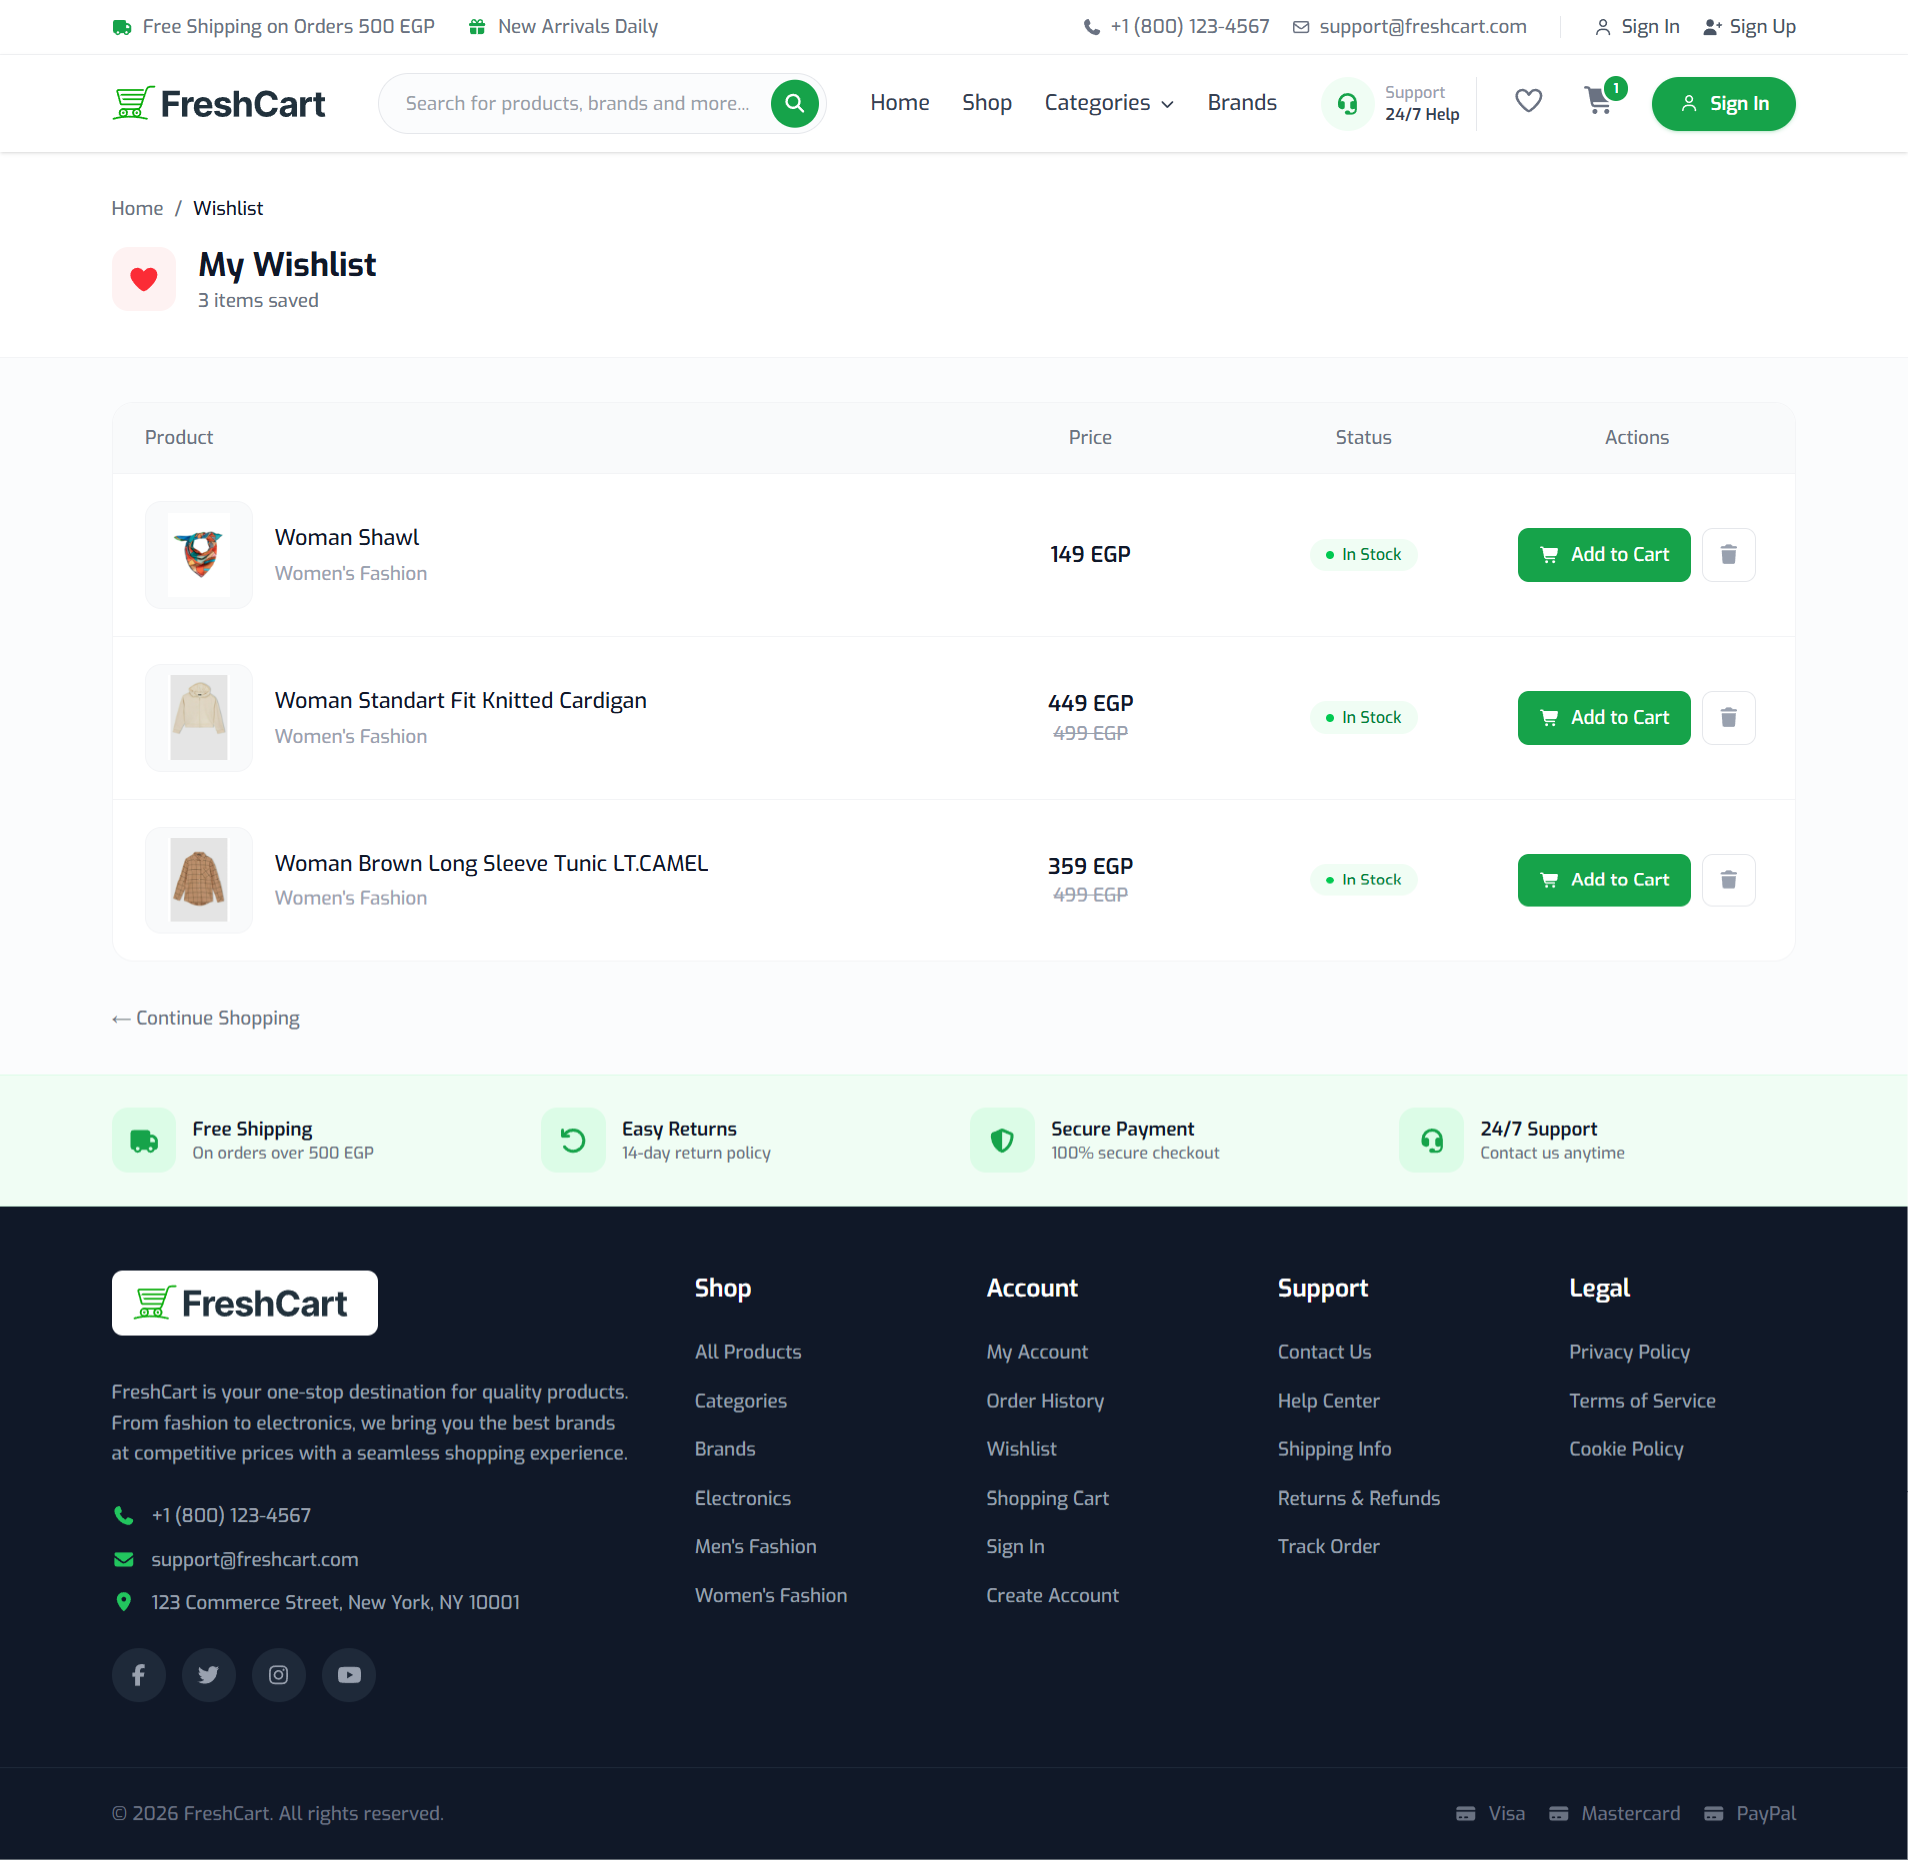 Free Shipping on Orders 500 EGP
New Arrivals Daily
+1 (800) 123-4567
support@freshcart.com
Sign In
Sign Up
FreshCart
Search for products, brands and more...
Home
Shop
Categories
Brands
Support
24/7 Help
1
Sign In
Home / Wishlist
My Wishlist
3 items saved
Product
Price
Status
Actions
Woman Shawl
Women's Fashion
149 EGP
In Stock
Add to Cart
Woman Standart Fit Knitted Cardigan
Women's Fashion
449 EGP
499 EGP
In Stock
Add to Cart
Woman Brown Long Sleeve Tunic LT.CAMEL
Women's Fashion
359 EGP
499 EGP
In Stock
Add to Cart
← Continue Shopping
Free Shipping
On orders over 500 EGP
Easy Returns
14-day return policy
Secure Payment
100% secure checkout
24/7 Support
Contact us anytime
FreshCart
FreshCart is your one-stop destination for quality products.
From fashion to electronics, we bring you the best brands
at competitive prices with a seamless shopping experience.
+1 (800) 123-4567
support@freshcart.com
123 Commerce Street, New York, NY 10001
Shop
All Products
Categories
Brands
Electronics
Men's Fashion
Women's Fashion
Account
My Account
Order History
Wishlist
Shopping Cart
Sign In
Create Account
Support
Contact Us
Help Center
Shipping Info
Returns & Refunds
Track Order
Legal
Privacy Policy
Terms of Service
Cookie Policy
© 2026 FreshCart. All rights reserved.
Visa
Mastercard
PayPal